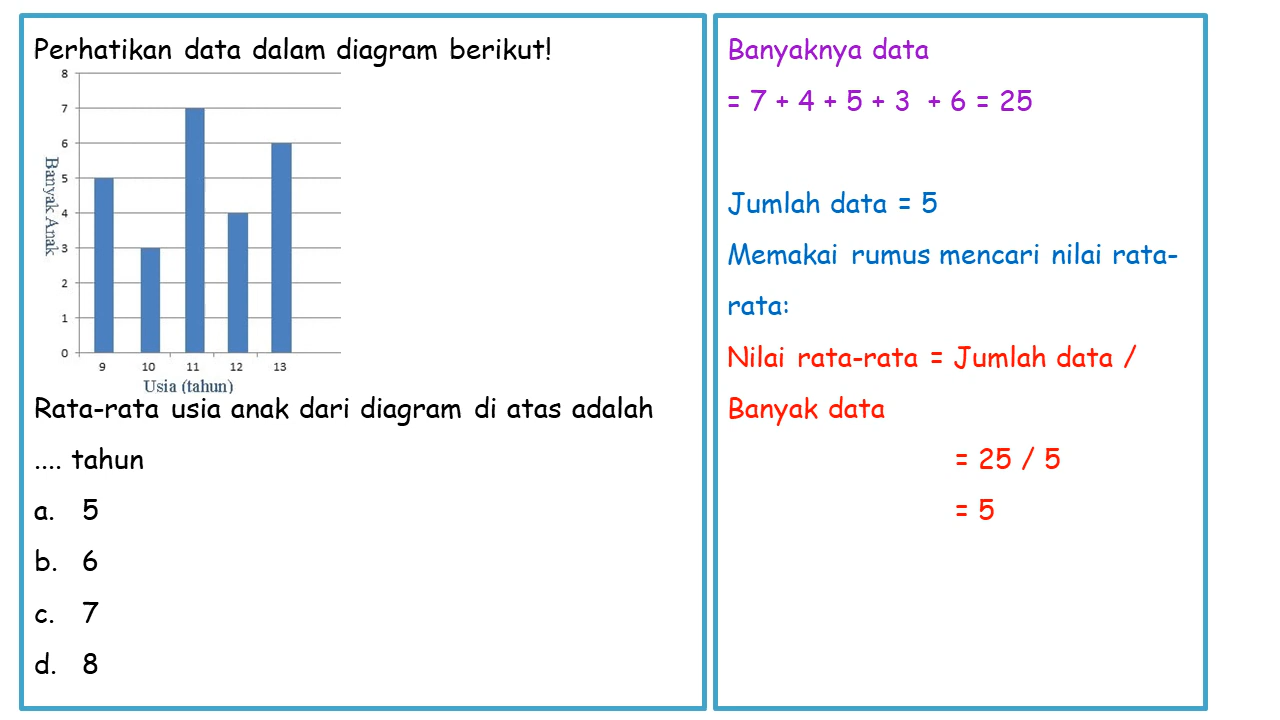 Perhatikan data dalam diagram berikut!
8
7
6
5
4
3
2
1
0
Banyak Anak
9 10 11 12 13
Usia (tahun)
Rata-rata usia anak dari diagram di atas adalah
.... tahun
a. 5
b. 6
c. 7
d. 8
Banyaknya data
= 7 + 4 + 5 + 3 + 6 = 25
Jumlah data = 5
Memakai rumus mencari nilai rata-
rata:
Nilai rata-rata = Jumlah data /
Banyak data
= 25 / 5
= 5